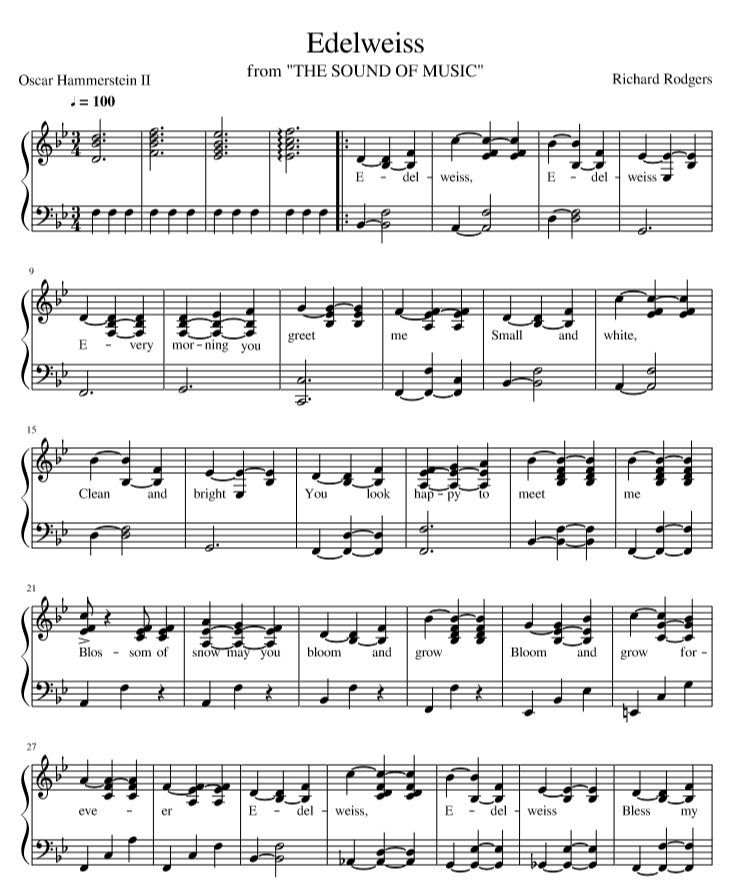 Edelweiss
from "THE SOUND OF MUSIC"
Oscar Hammerstein II
Richard Rodgers
♩ = 100
E - del - weiss, E - del - weiss
9
E - very mor - ning you greet me Small and white,
15
Clean and bright You look hap - py to meet me
21
Blos - som of snow may you bloom and grow Bloom and grow for -
27
eve - er E - del - weiss, E - del - weiss Bless my